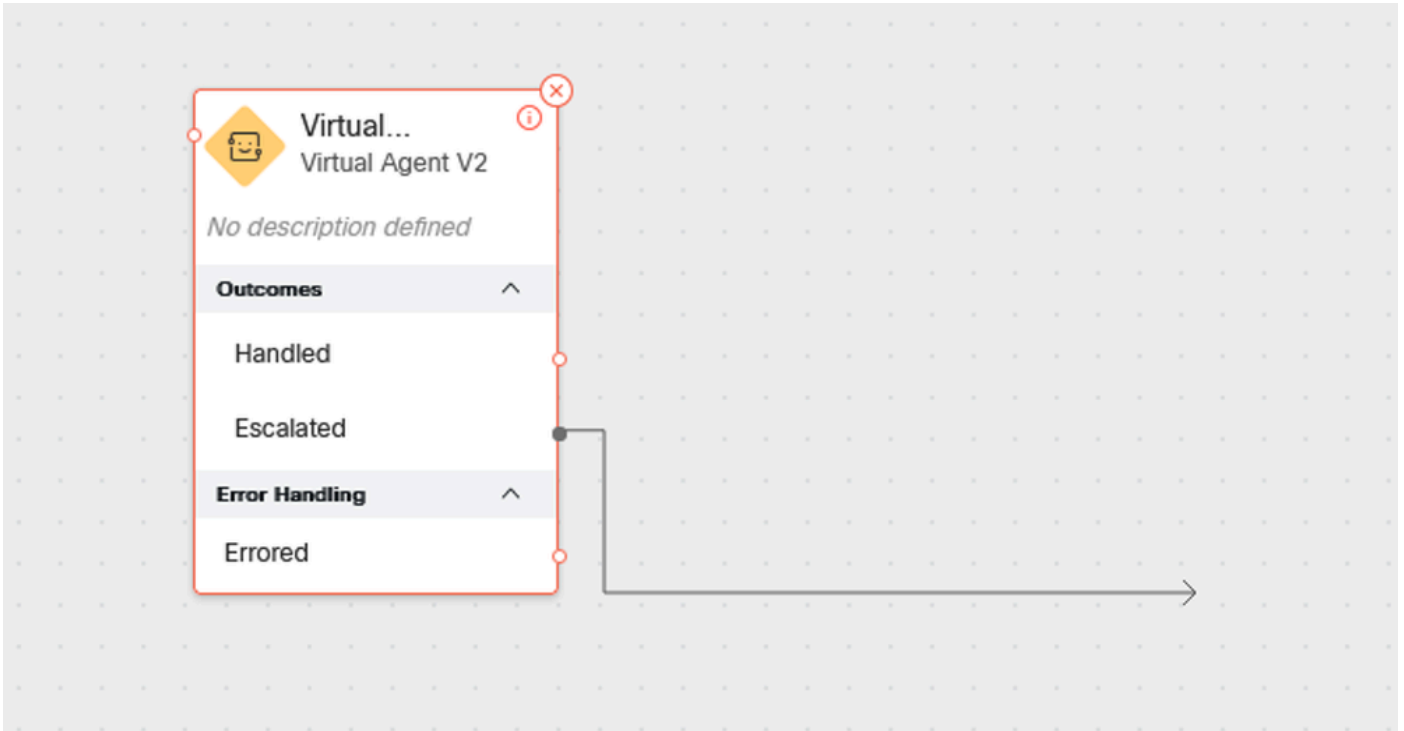 Virtual...
Virtual Agent V2
No description defined
Outcomes
Handled
Escalated
Error Handling
Errored